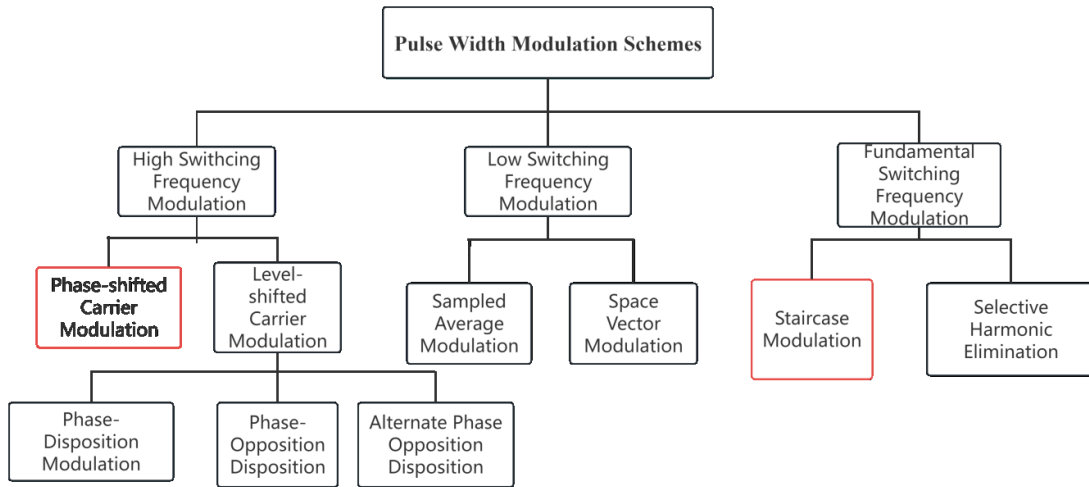 Pulse Width Modulation Schemes
High Swithcing
Frequency
Modulation
Low Switching
Frequency
Modulation
Fundamental
Switching
Frequency
Modulation
Phase-shifted
Carrier
Modulation
Level-
shifted
Carrier
Modulation
Sampled
Average
Modulation
Space
Vector
Modulation
Staircase
Modulation
Selective
Harmonic
Elimination
Phase-
Disposition
Modulation
Phase-
Opposition
Disposition
Alternate Phase
Opposition
Disposition